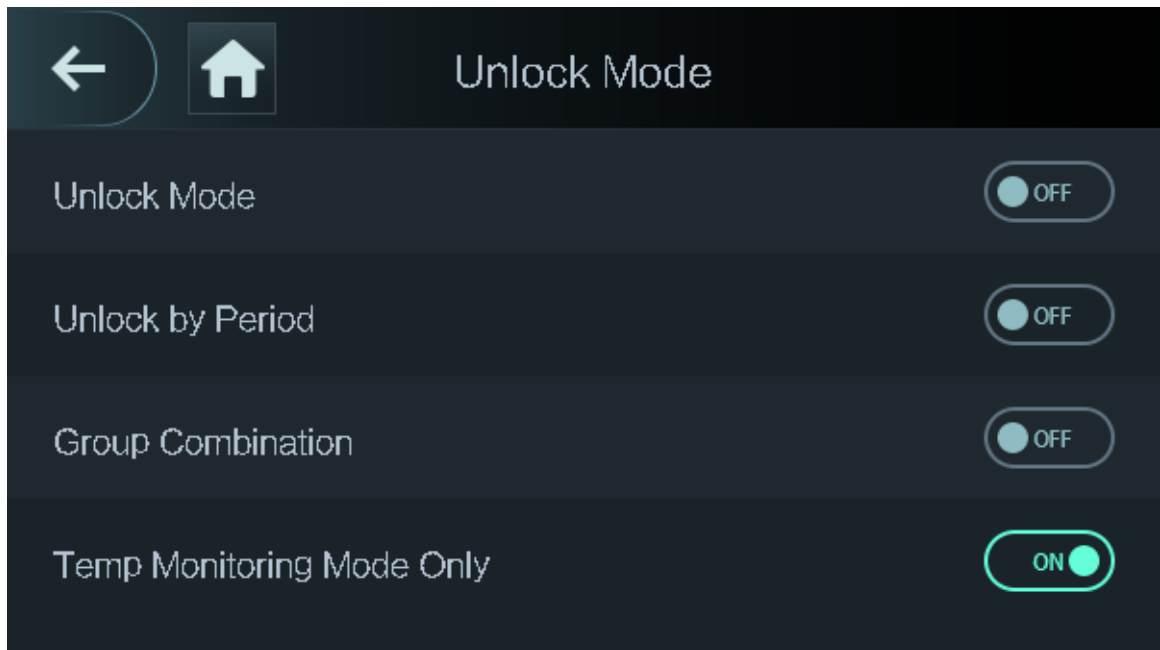 Unlock Mode
Unlock Mode OFF
Unlock by Period OFF
Group Combination OFF
Temp Monitoring Mode Only ON